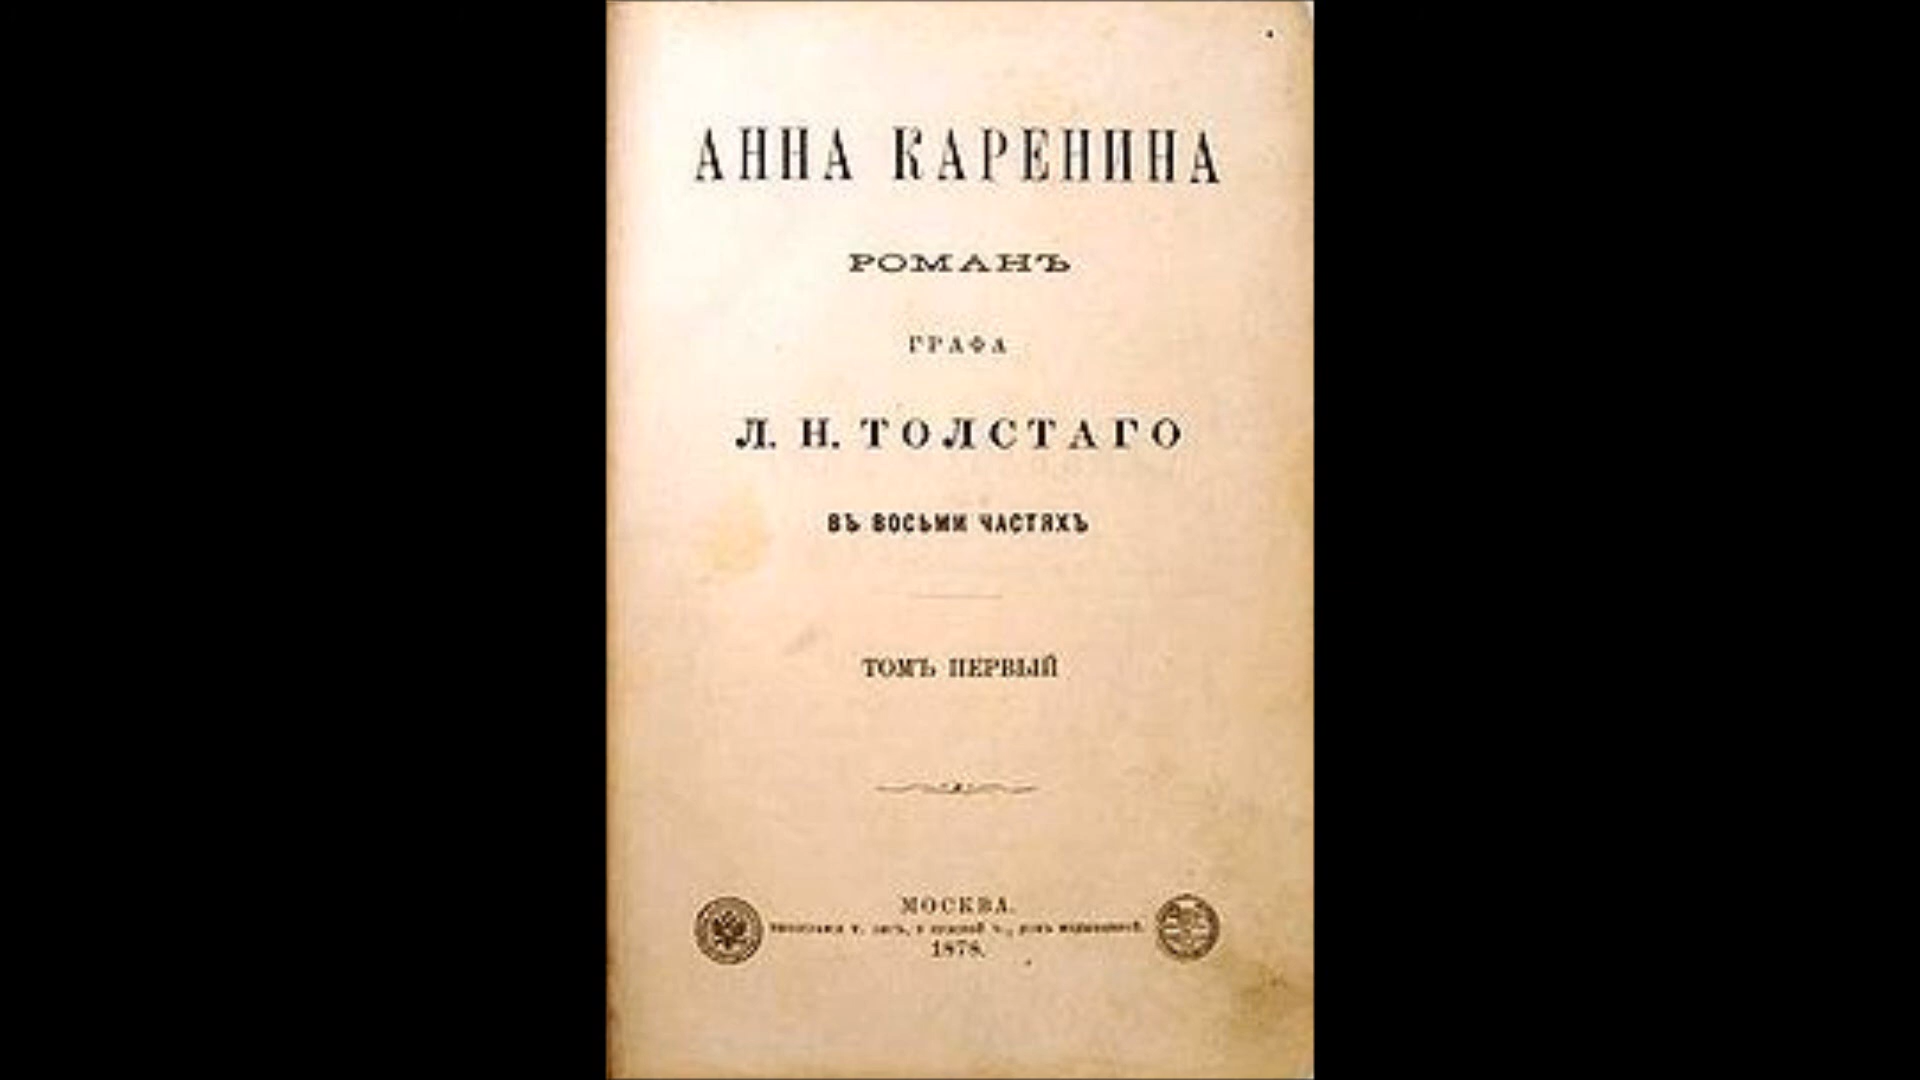 АННА КАРЕНИНА
РОМАНЪ
ГРАФА
Л. Н. ТОЛСТАГО
ВЪ ВОСЬМИ ЧАСТЯХЪ
ТОМЪ ПЕРВЫЙ
МОСКВА.
1878.